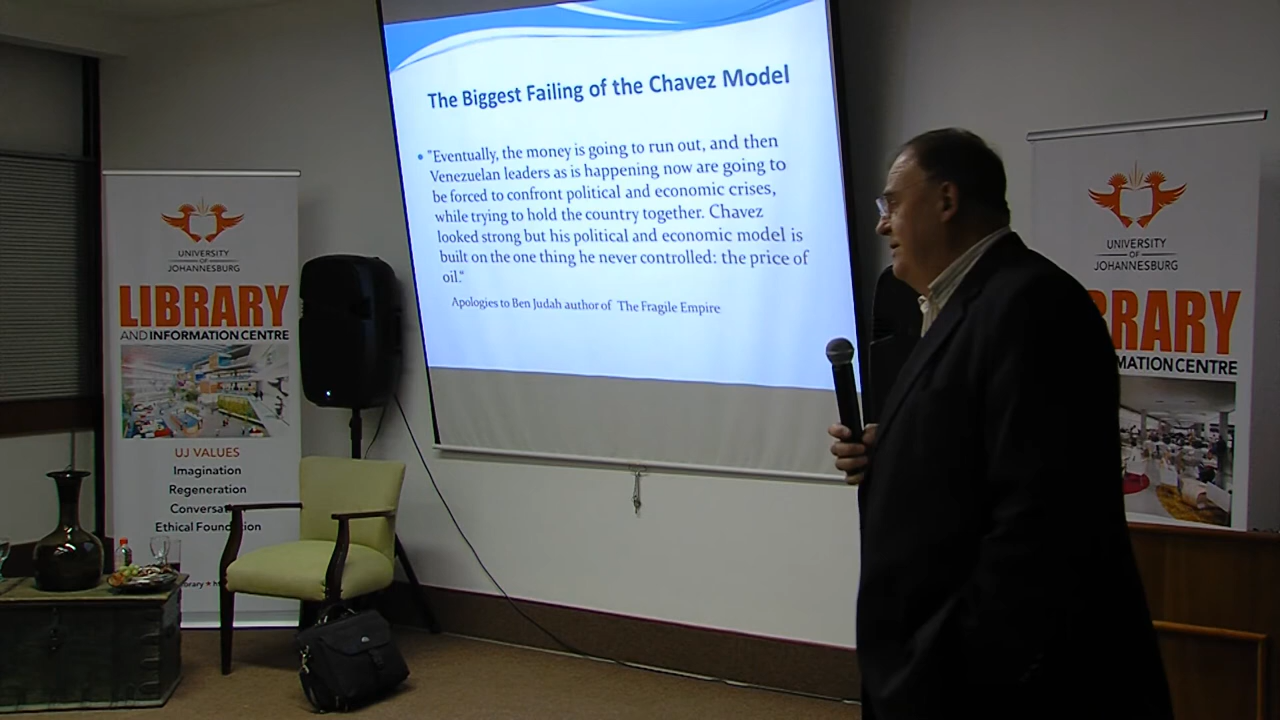 The Biggest Failing of the Chavez Model
• "Eventually, the money is going to run out, and then
Venezuelan leaders as is happening now are going to
be forced to confront political and economic crises,
while trying to hold the country together. Chavez
looked strong but his political and economic model is
built on the one thing he never controlled: the price of
oil."
Apologies to Ben Judah author of The Fragile Empire
UNIVERSITY
OF
JOHANNESBURG
LIBRARY
AND INFORMATION CENTRE
UJ VALUES
Imagination
Regeneration
Ethical
UNIVERSITY
OF
JOHANNESBURG
RARY
MATION CENTRE